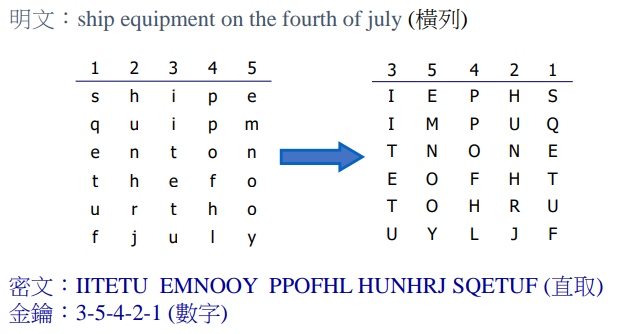 明文：ship equipment on the fourth of july (橫列)
1 2 3 4 5
3 5 4 2 1
s h i p e
I E P H S
q u i p m
I M P U Q
e n t o n
T N O N E
t h e f o
E O F H T
u r t h o
T O H R U
f j u l y
U Y L J F
密文：IITETU EMNOOY PPOFHL HUNHRJ SQETUF (直取)
金鑰：3-5-4-2-1 (數字)